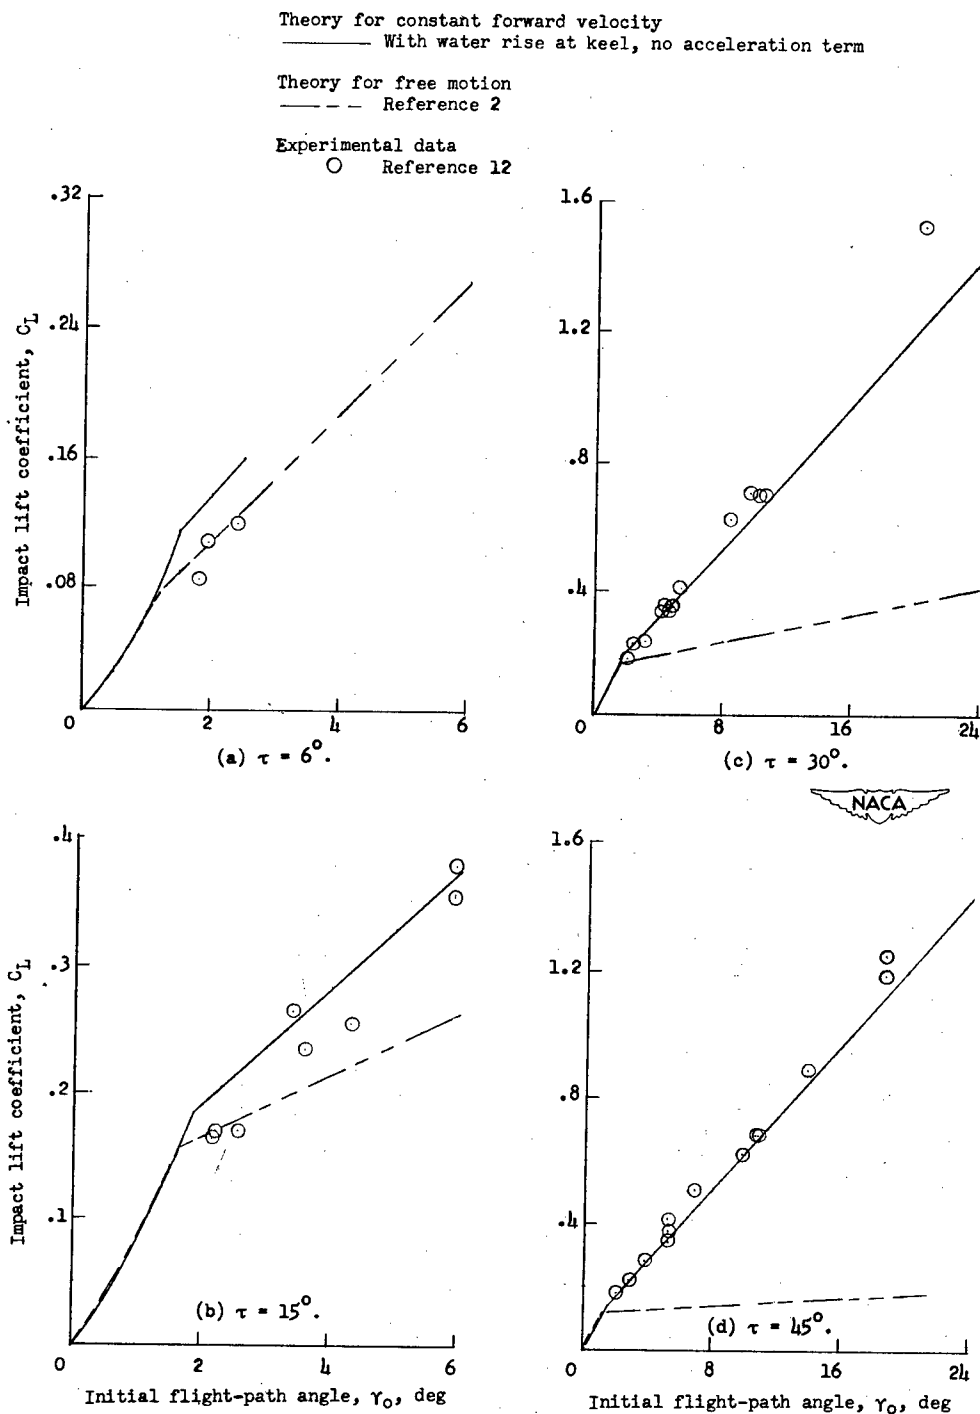 Theory for constant forward velocity
With water rise at keel, no acceleration term
Theory for free motion
Reference 2
Experimental data
Reference 12
.32
.24
.16
.08
0
2
4
6
Impact lift coefficient, C_L
(a) τ = 6°.
1.6
1.2
.8
.4
0
8
16
24
(c) τ = 30°.
NACA
.4
.3
.2
.1
0
2
4
6
Impact lift coefficient, C_L
(b) τ = 15°.
Initial flight-path angle, γ_o, deg
1.6
1.2
.8
.4
0
8
16
24
(d) τ = 45°.
Initial flight-path angle, γ_o, deg